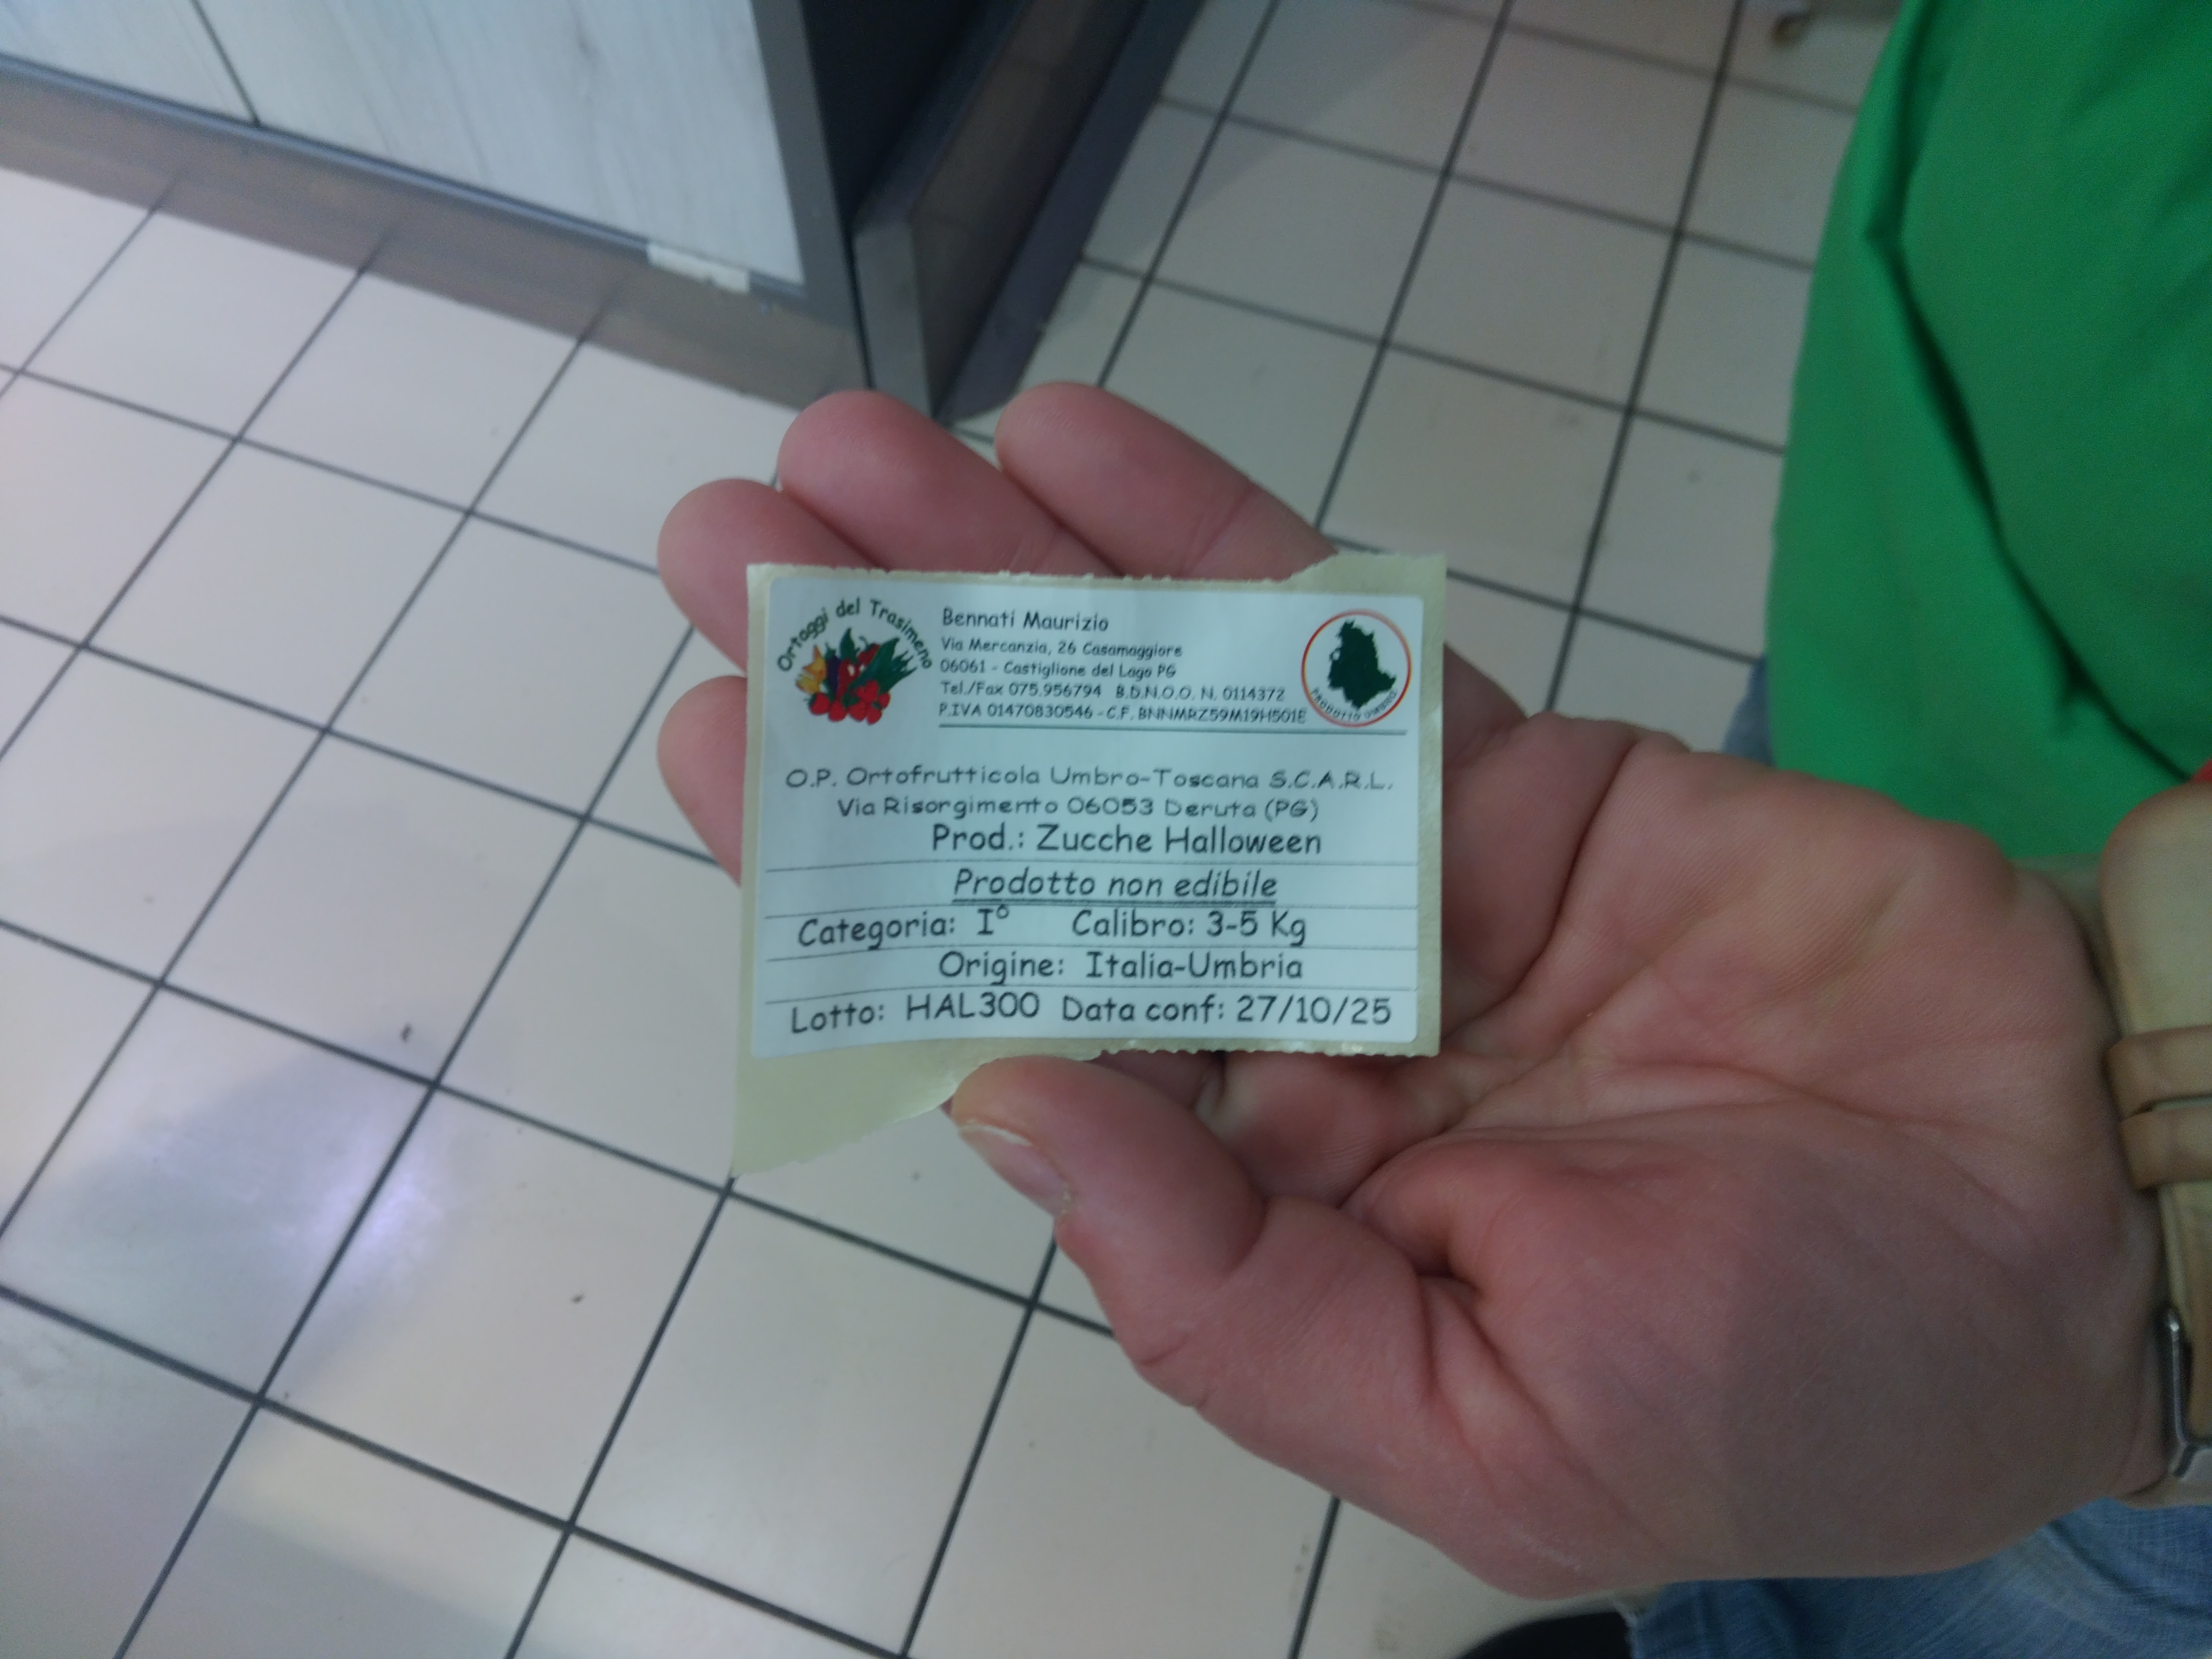 Ortaggi del Trasimeno
Bennati Maurizio
Via Mercanzia, 26 Casamaggiore
06061 - Castiglione del Lago PG
Tel./Fax 075.956794 B.D.N.O.O. N. 0114372
P.IVA 01470830546 - C.F. BNNMRZ59M19H501E
PRODOTTO UMBRO
O.P. Ortofrutticola Umbro-Toscana S.C.A.R.L.
Via Risorgimento 06053 Deruta (PG)
Prod.: Zucche Halloween
Prodotto non edibile
Categoria: I° Calibro: 3-5 Kg
Origine: Italia-Umbria
Lotto: HAL300 Data conf: 27/10/25